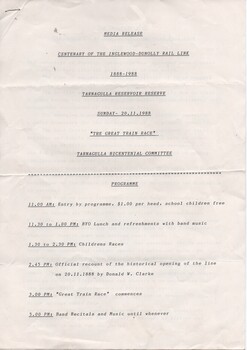 MEDIA RELEASE
CENTENARY OF THE INGLEWOOD-DUNOLLY RAIL LINK
1888-1988
TARNAGULLA RESERVOIR RESERVE
SUNDAY- 20.11.1988
"THE GREAT TRAIN RACE"
TARNAGULLA BICENTENIAL COMMITTEE
PROGRAMME
11.00 AM: Entry by programme, $1.00 per head, school children free
11.30 to 1.30 PM: BYO Lunch and refreshments with band music
1.30 to 2.30 PM: Childrens Races
2.45 PM: Official recount of the historical opening of the line
on 20.11.1888 by Donald W. Clarke
3.00 PM: "Great Train Race" commences
5.00 PM: Band Recitals and Music until whenever